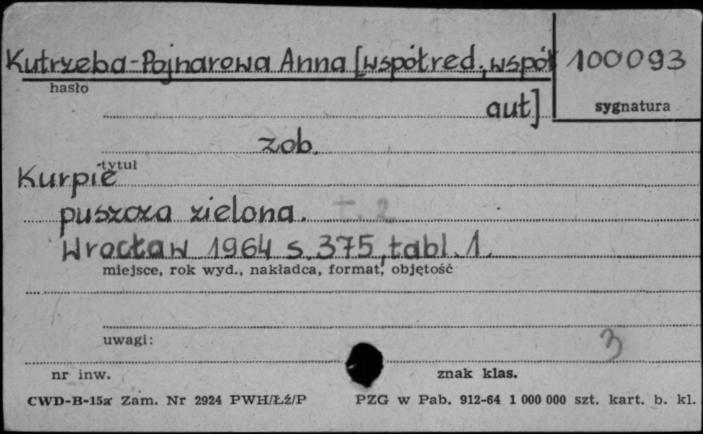 Kutrzeba-Pojnarowa Anna [współred., współ 100093
hasło
aut] sygnatura
zob.
tytuł
Kurpie
puszcza zielona. t. 2
Wrocław 1964 s. 375, tabl. 1.
miejsce, rok wyd., nakładca, format, objętość
uwagi: 3
nr inw. znak klas.
CWD-B-15a Zam. Nr 2924 PWH/Łź/P PZG w Pab. 912-64 1 000 000 szt. kart. b. kl.